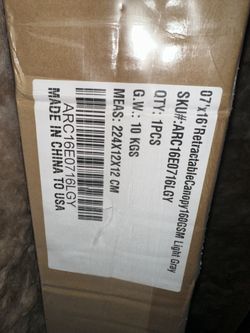 07'x16'RetractableCanopy160GSM Light Gray
SKU#:ARC16E0716LGY
QTY: 1PCS
G.W.: 10 KGS
MEAS: 224X12X12 CM
ARC16E0716LGY
MADE IN CHINA TO USA